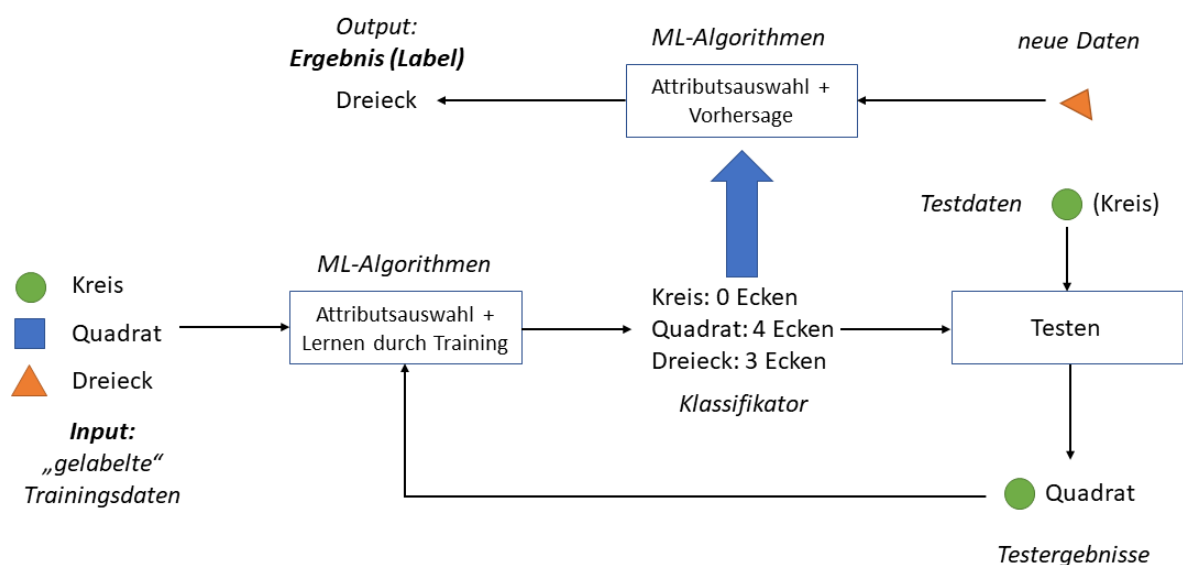 Output:
Ergebnis (Label)
Dreieck
ML-Algorithmen
Attributsauswahl +
Vorhersage
neue Daten
Testdaten
(Kreis)
ML-Algorithmen
Kreis
Quadrat
Dreieck
Input:
„gelabelte“
Trainingsdaten
Attributsauswahl +
Lernen durch Training
Kreis: 0 Ecken
Quadrat: 4 Ecken
Dreieck: 3 Ecken
Klassifikator
Testen
Quadrat
Testergebnisse